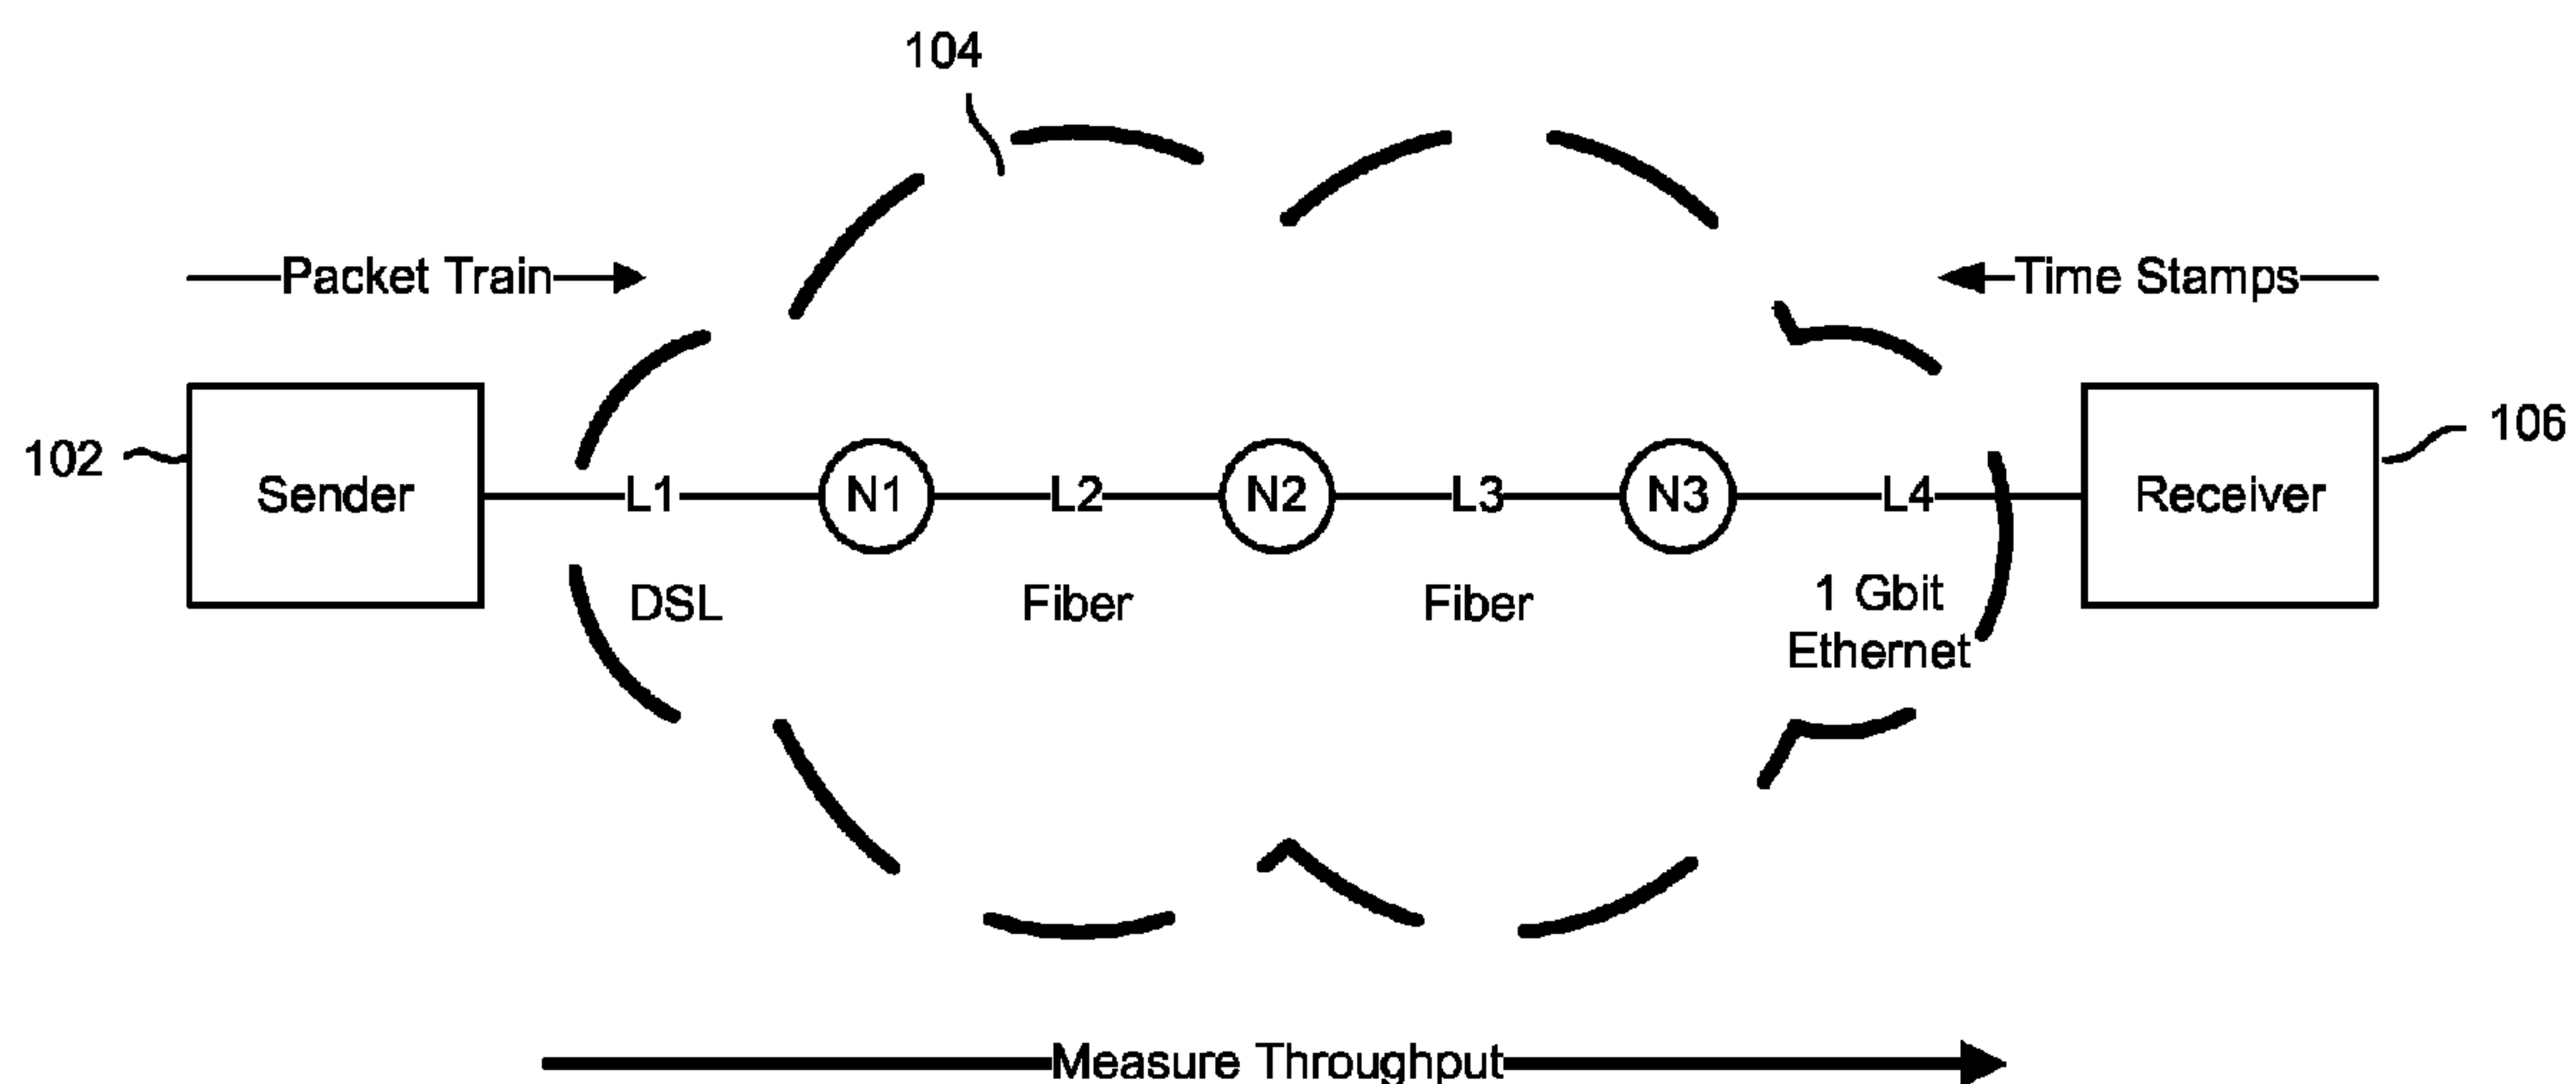 104
Packet Train
Time Stamps
102
106
Sender
L1
N1
L2
N2
L3
N3
L4
Receiver
DSL
Fiber
Fiber
1 Gbit
Ethernet
Measure Throughput